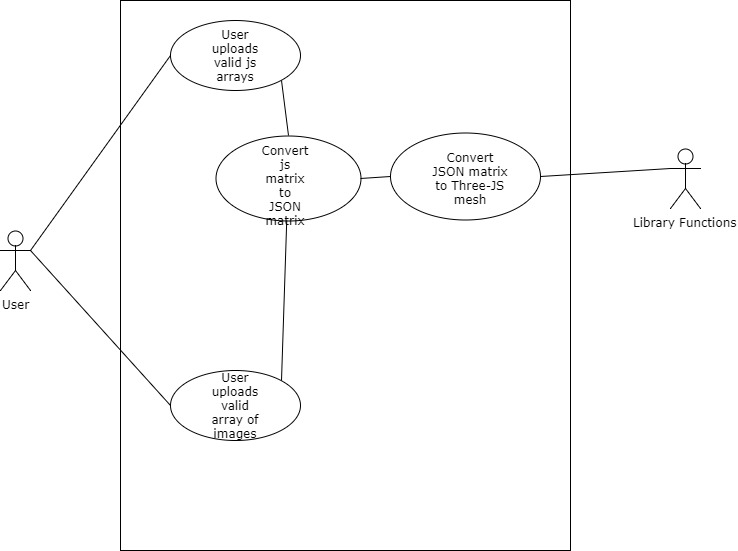 User
uploads
valid js
arrays
Convert
js
matrix
to
JSON
matrix
Convert
JSON matrix
to Three-JS
mesh
Library Functions
User
User
uploads
valid
array of
images